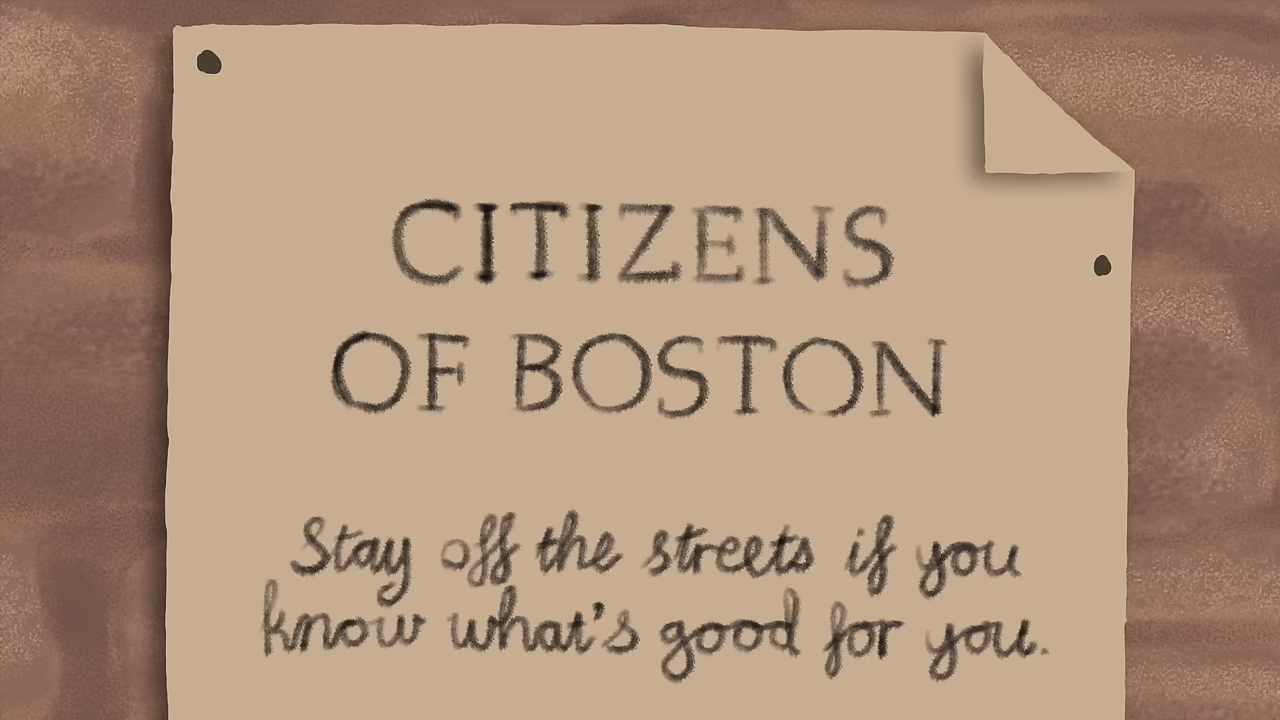 CITIZENS
OF BOSTON
Stay off the streets if you
know what's good for you.